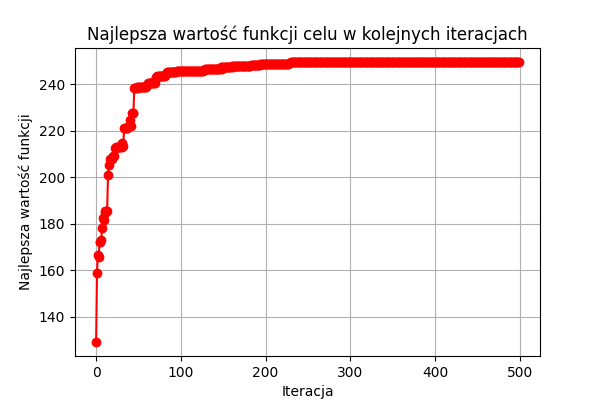 Najlepsza wartość funkcji celu w kolejnych iteracjach
Najlepsza wartość funkcji
240
220
200
180
160
140
0 100 200 300 400 500
Iteracja